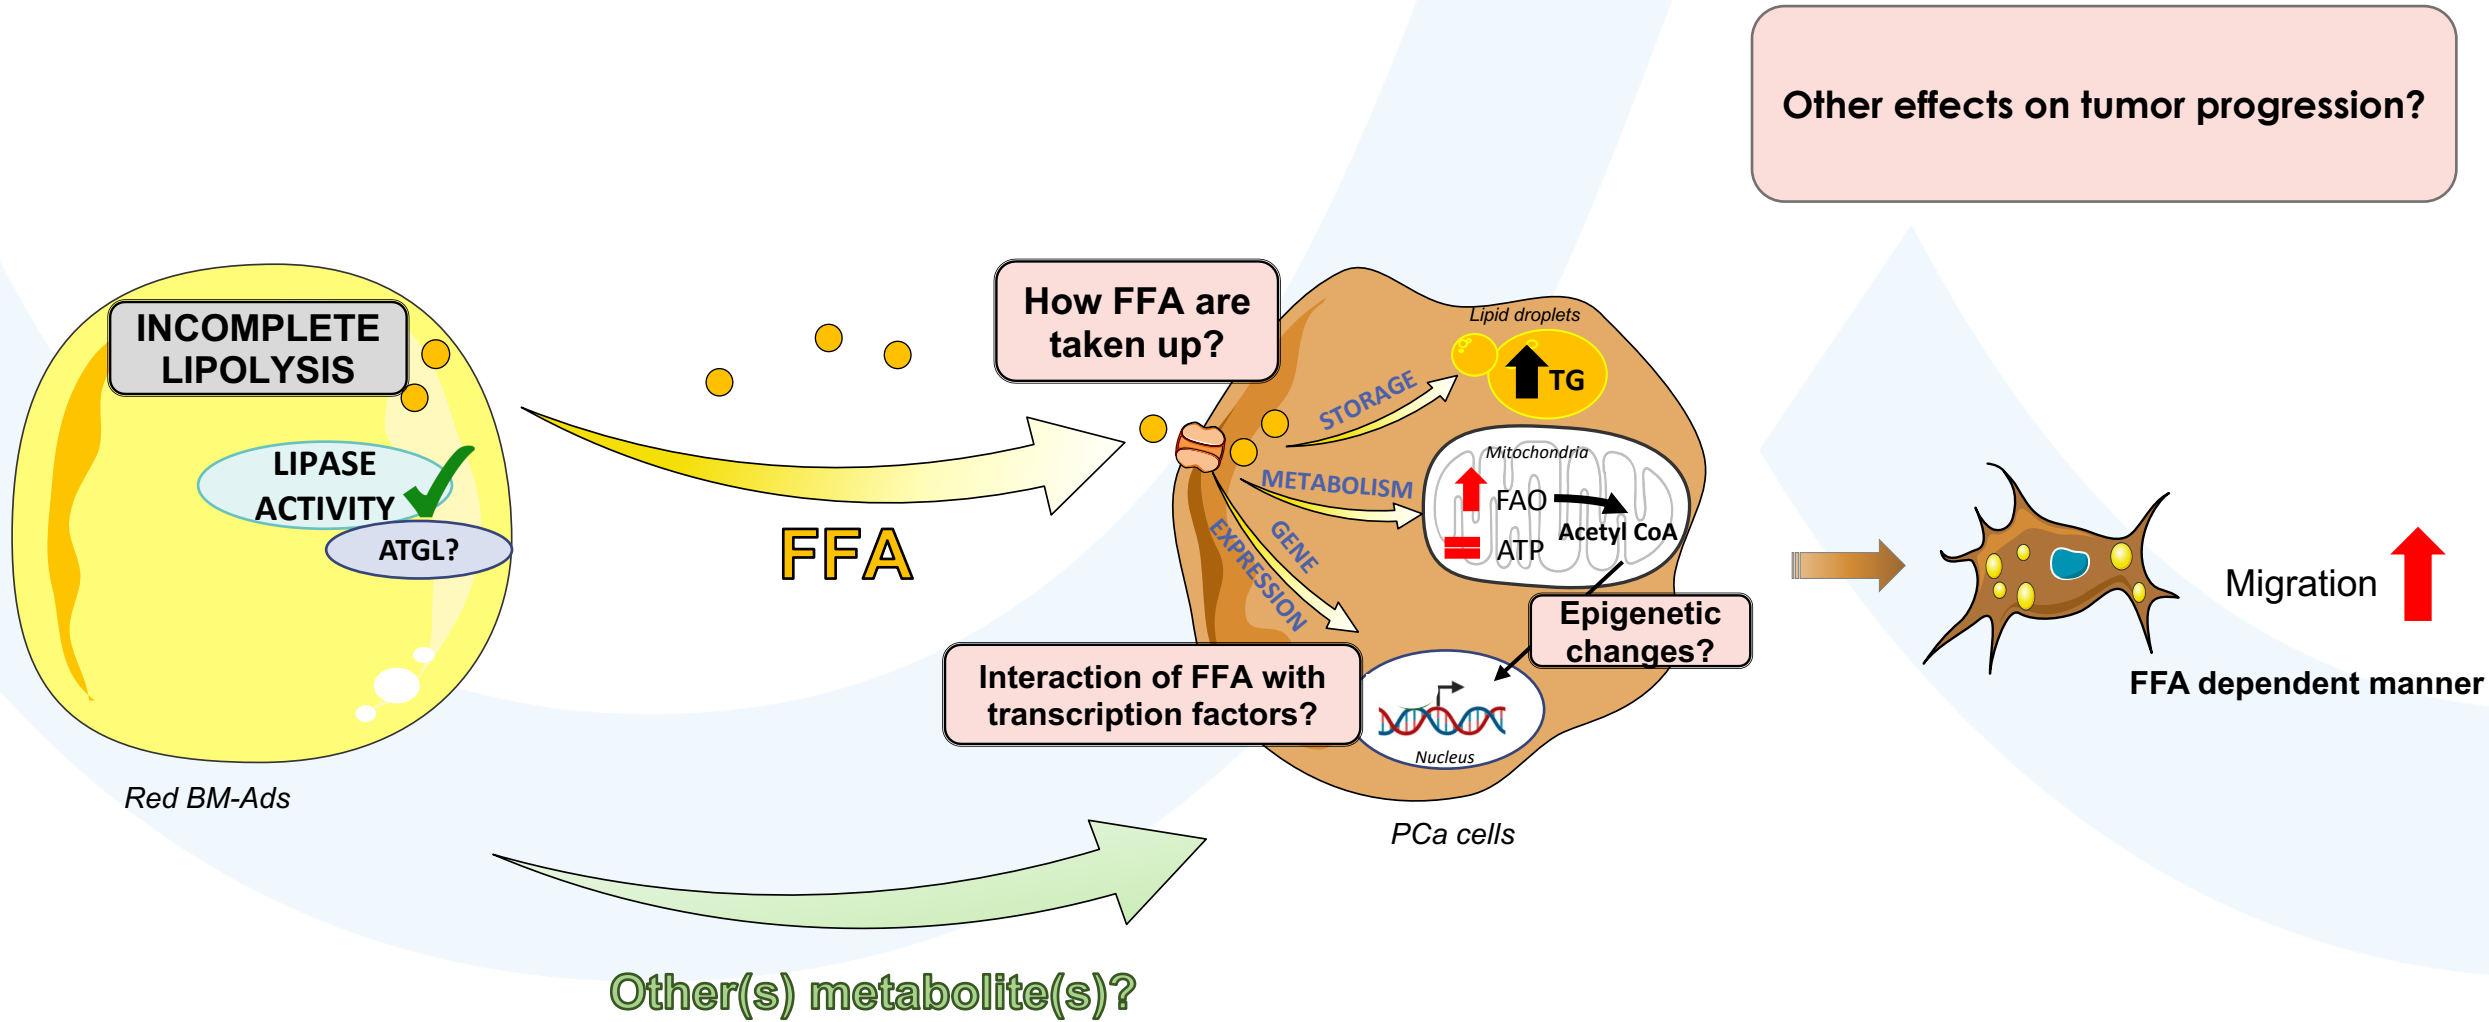 Other effects on tumor progression?
INCOMPLETE
LIPOLYSIS
LIPASE
ACTIVITY
ATGL?
Red BM-Ads
FFA
Other(s) metabolite(s)?
How FFA are
taken up?
Lipid droplets
TG
STORAGE
METABOLISM
GENE
EXPRESSION
Mitochondria
FAO
Acetyl CoA
ATP
Epigenetic
changes?
Interaction of FFA with
transcription factors?
Nucleus
PCa cells
Migration
FFA dependent manner